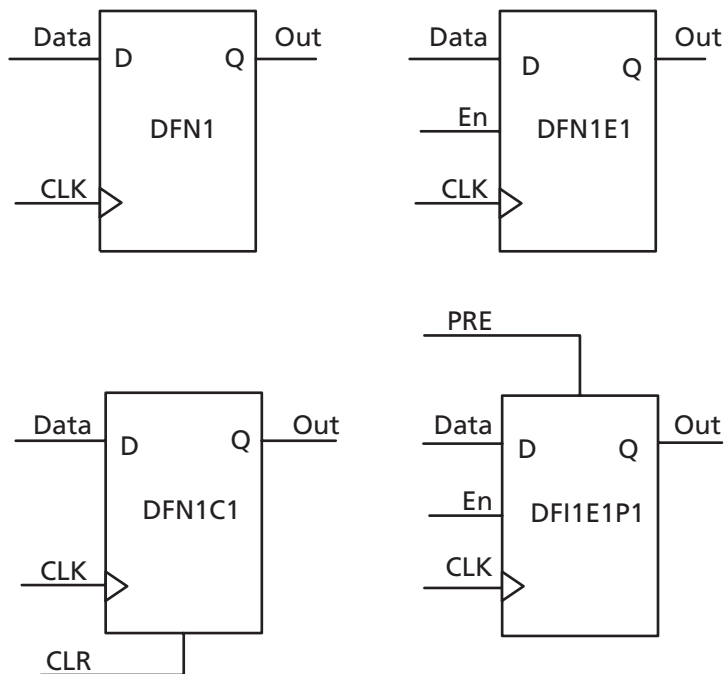 Data
D
Q
Out
DFN1
CLK
Data
D
Q
Out
En
DFN1E1
CLK
Data
D
Q
Out
DFN1C1
CLK
CLR
PRE
Data
D
Q
Out
En
DFI1E1P1
CLK